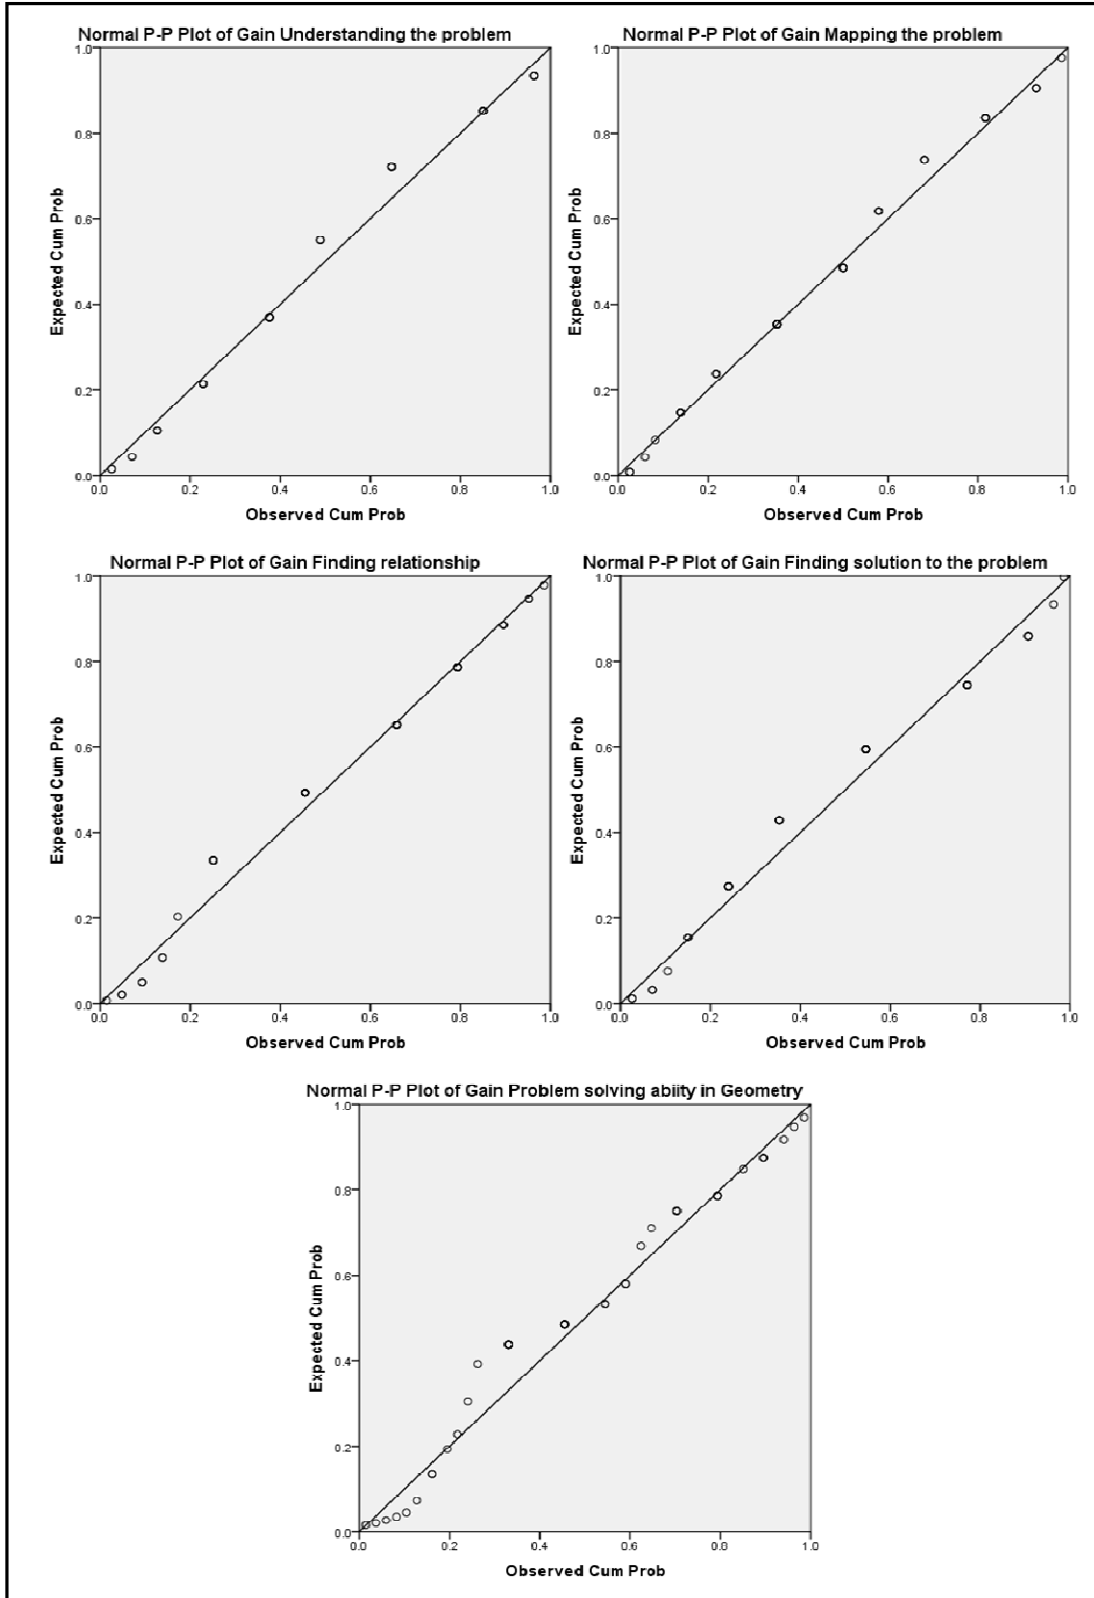 Normal P-P Plot of Gain Understanding the problem
1.0
0.8
0.6
0.4
0.2
0.0
Expected Cum Prob
0.0 0.2 0.4 0.6 0.8 1.0
Observed Cum Prob
Normal P-P Plot of Gain Mapping the problem
1.0
0.8
0.6
0.4
0.2
0.0
Expected Cum Prob
0.0 0.2 0.4 0.6 0.8 1.0
Observed Cum Prob
Normal P-P Plot of Gain Finding relationship
1.0
0.8
0.6
0.4
0.2
0.0
Expected Cum Prob
0.0 0.2 0.4 0.6 0.8 1.0
Observed Cum Prob
Normal P-P Plot of Gain Finding solution to the problem
1.0
0.8
0.6
0.4
0.2
0.0
Expected Cum Prob
0.0 0.2 0.4 0.6 0.8 1.0
Observed Cum Prob
Normal P-P Plot of Gain Problem solving abiity in Geometry
1.0
0.8
0.6
0.4
0.2
0.0
Expected Cum Prob
0.0 0.2 0.4 0.6 0.8 1.0
Observed Cum Prob